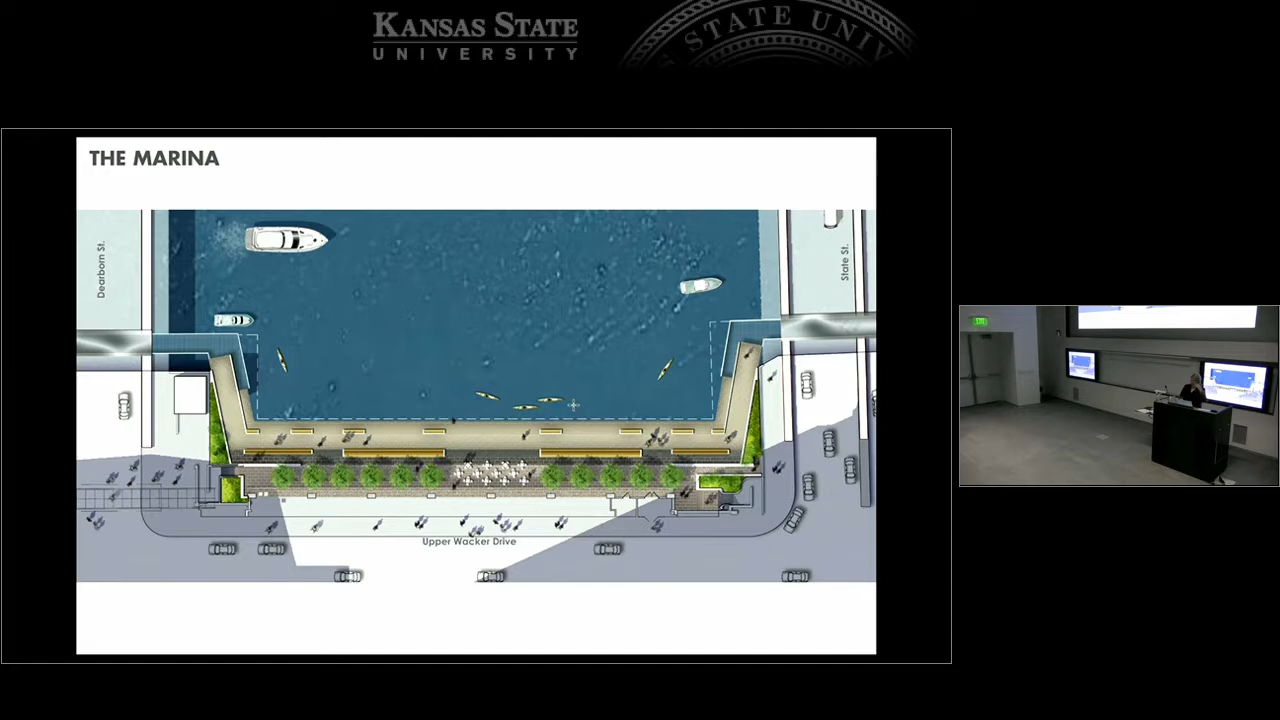 KANSAS STATE
UNIVERSITY
STATE UNIV
THE MARINA
Dearborn St.
State St.
Upper Wacker Drive